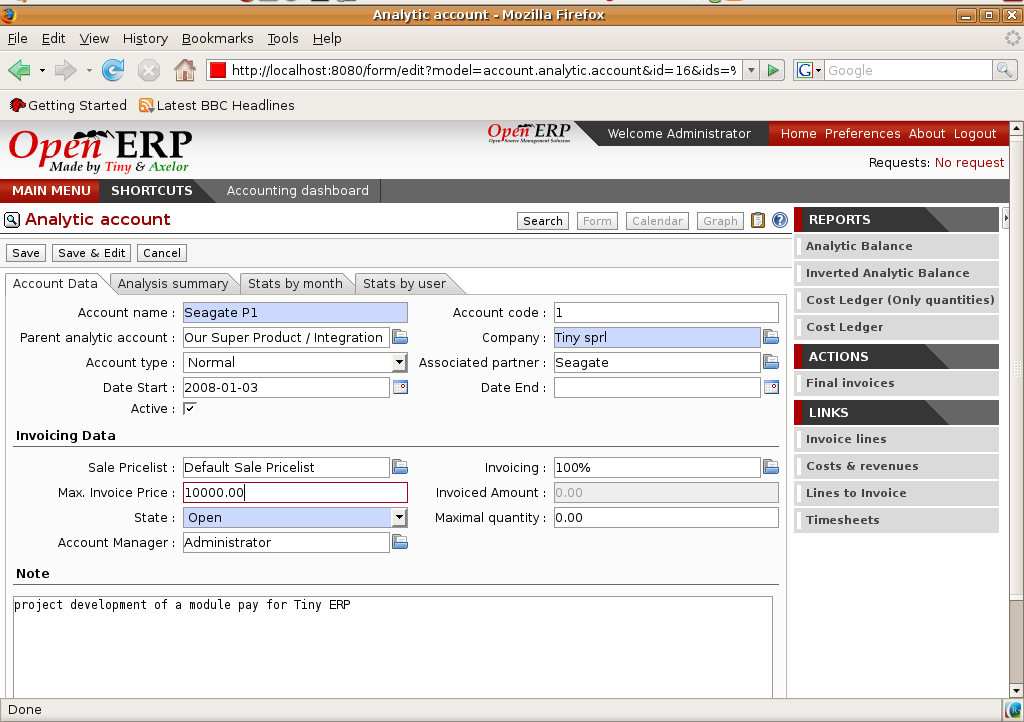 Analytic account - Mozilla Firefox
File Edit View History Bookmarks Tools Help
http://localhost:8080/form/edit?model=account.analytic.account&id=16&ids=% G Google
Getting Started Latest BBC Headlines
Open ERP
Made by Tiny & Axelor
Open ERP
Open Source Management Solution
Welcome Administrator Home Preferences About Logout
Requests: No request
MAIN MENU SHORTCUTS Accounting dashboard
Analytic account Search Form Calendar Graph ?
Save Save & Edit Cancel
Account Data Analysis summary Stats by month Stats by user
Account name : Seagate P1 Account code : 1
Parent analytic account : Our Super Product / Integration Company : Tiny sprl
Account type : Normal Associated partner : Seagate
Date Start : 2008-01-03 Date End :
Active :
Invoicing Data
Sale Pricelist : Default Sale Pricelist Invoicing : 100%
Max. Invoice Price : 10000.00 Invoiced Amount : 0.00
State : Open Maximal quantity : 0.00
Account Manager : Administrator
Note
project development of a module pay for Tiny ERP
REPORTS
Analytic Balance
Inverted Analytic Balance
Cost Ledger (Only quantities)
Cost Ledger
ACTIONS
Final invoices
LINKS
Invoice lines
Costs & revenues
Lines to Invoice
Timesheets
Done